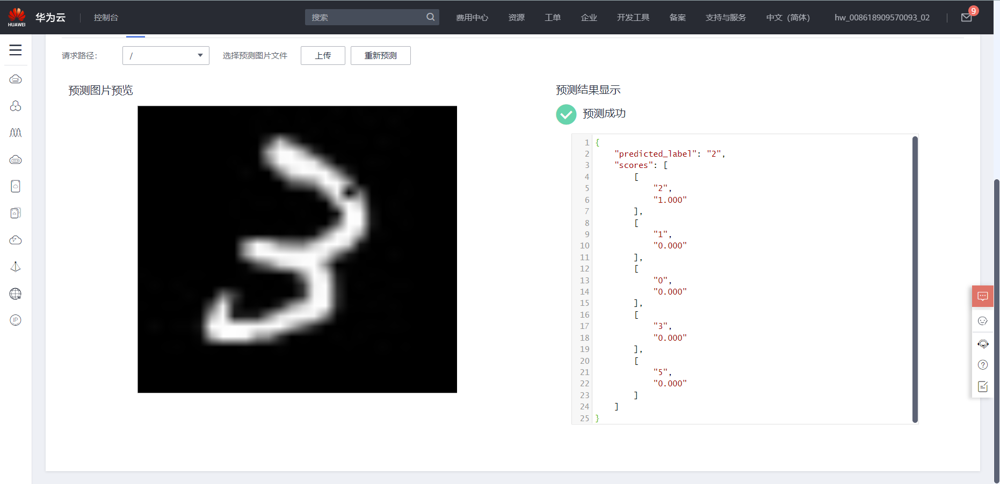 HUAWEI 华为云 控制台 搜索 费用中心 资源 工单 企业 开发工具 备案 支持与服务 中文（简体） hw_008618909570093_02 9
请求路径： / 选择预测图片文件 上传 重新预测
预测图片预览
3
预测结果显示
预测成功
1 {
2 "predicted_label": "2",
3 "scores": [
4 [
5 "2",
6 "1.000"
7 ],
8 [
9 "1",
10 "0.000"
11 ],
12 [
13 "0",
14 "0.000"
15 ],
16 [
17 "3",
18 "0.000"
19 ],
20 [
21 "5",
22 "0.000"
23 ]
24 ]
25 }
W
IP